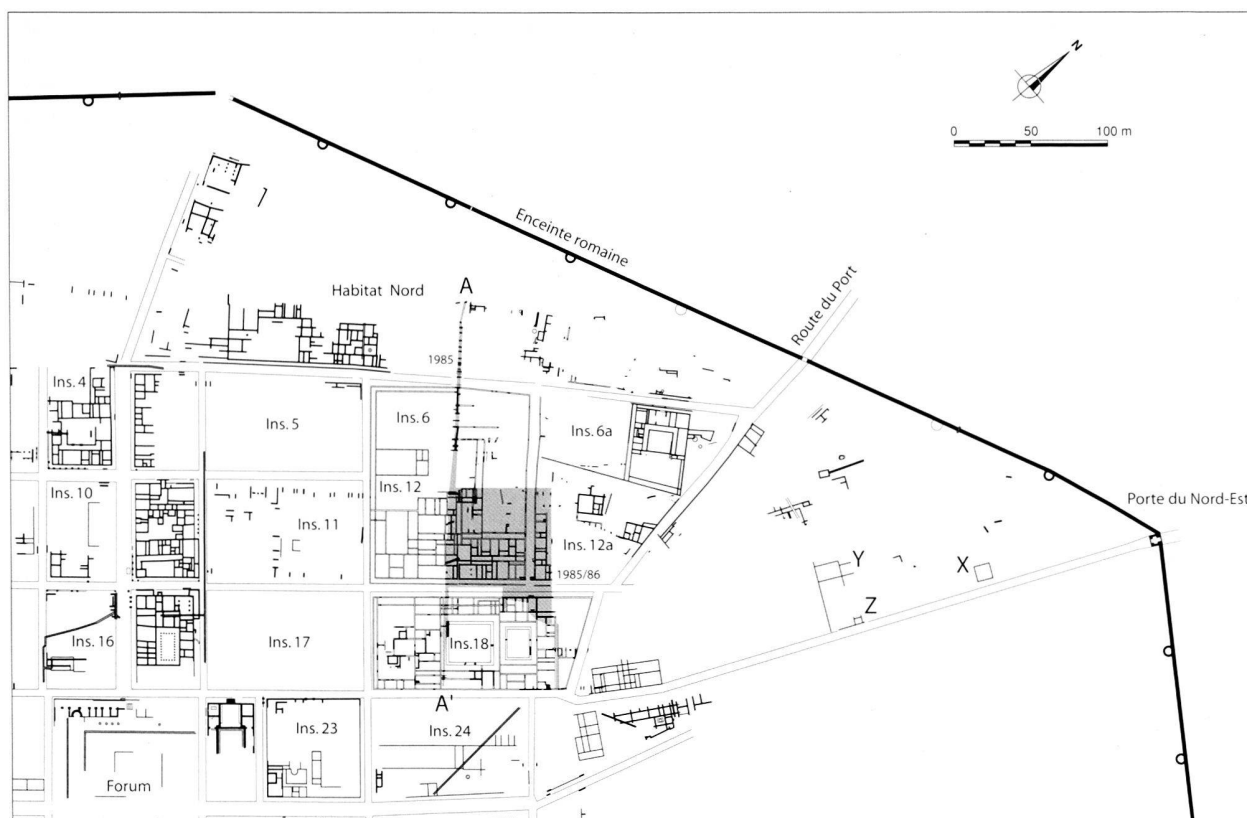 N
0 50 100 m
Enceinte romaine
Route du Port
Habitat Nord
A
1985
Ins. 4
Ins. 5
Ins. 6
Ins. 6a
Ins. 10
Ins. 11
Ins. 12
Ins. 12a
1985/86
Porte du Nord-Est
Y
X
Z
Ins. 16
Ins. 17
Ins. 18
A'
Ins. 23
Ins. 24
Forum